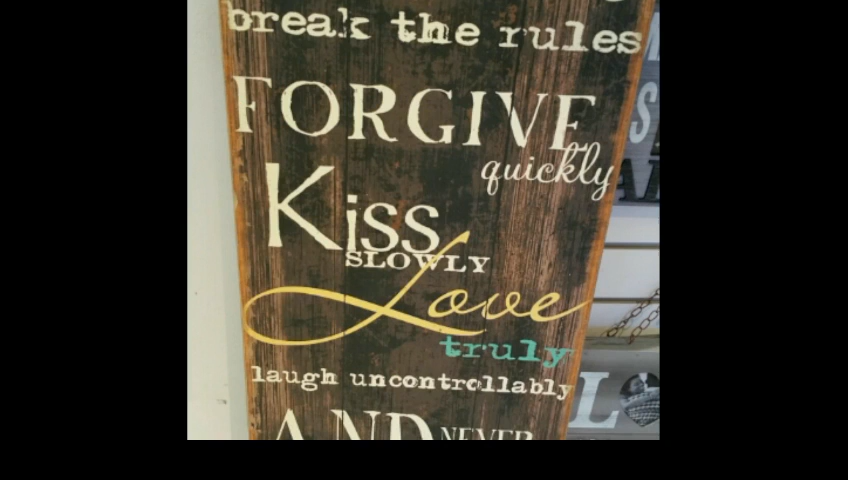 break the rules
FORGIVE
quickly
Kiss
SLOWLY
Love
truly
laugh uncontrollably
AND NEVER
L